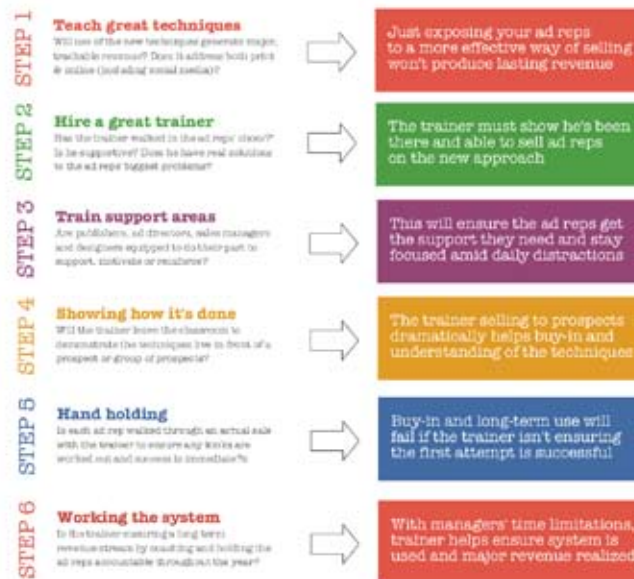 STEP 1
Teach great techniques
Will use of the new techniques generate major,
trackable revenue? Does it address both print
& online (including social media)?
Just exposing your ad reps
to a more effective way of selling
won't produce lasting revenue
STEP 2
Hire a great trainer
Has the trainer walked in the ad reps' shoes?
Is he supportive? Does he have real solutions
to the ad reps biggest problems?
The trainer must show he's been
there and able to sell ad reps
on the new approach
STEP 3
Train support areas
Are publishers, ad directors, sales managers
and designers equipped to do their part to
support, motivate or reinforce?
This will ensure the ad reps get
the support they need and stay
focused amid daily distractions
STEP 4
Showing how it's done
Will the trainer leave the classroom to
demonstrate the techniques live in front of a
prospect or group of prospects?
The trainer selling to prospects
dramatically helps buy-in and
understanding of the techniques
STEP 5
Hand holding
Is each ad rep walked through an actual sale
with the trainer to ensure any kinks are
worked out and success is immediate?
Buy-in and long-term use will
fail if the trainer isn't ensuring
the first attempt is successful
STEP 6
Working the system
Is the trainer ensuring a long term
revenue stream by coaching and holding the
ad reps accountable throughout the year?
With managers' time limitations,
trainer helps ensure system is
used and major revenue realized